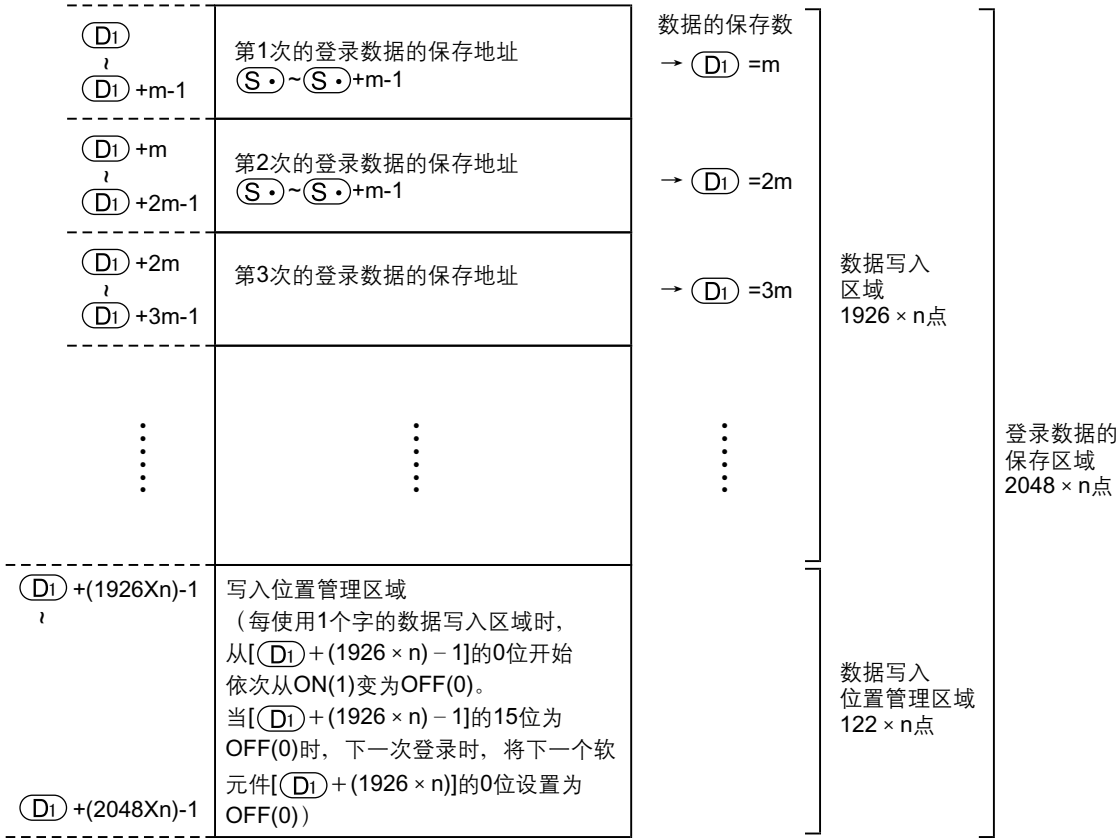 数据的保存数
D1
~
D1 +m-1
第1次的登录数据的保存地址
S・~S・+m-1
→ D1 =m
D1 +m
~
D1 +2m-1
第2次的登录数据的保存地址
S・~S・+m-1
→ D1 =2m
D1 +2m
~
D1 +3m-1
第3次的登录数据的保存地址
→ D1 =3m
数据写入
区域
1926×n点
登录数据的
保存区域
2048×n点
D1 +(1926Xn)-1
~
D1 +(2048Xn)-1
写入位置管理区域
（每使用1个字的数据写入区域时,
从[D1+(1926×n)−1]的0位开始
依次从ON(1)变为OFF(0)。
当[D1+(1926×n)−1]的15位为
OFF(0)时, 下一次登录时, 将下一个软
元件[D1+(1926×n)]的0位设置为
OFF(0)）
数据写入
位置管理区域
122×n点